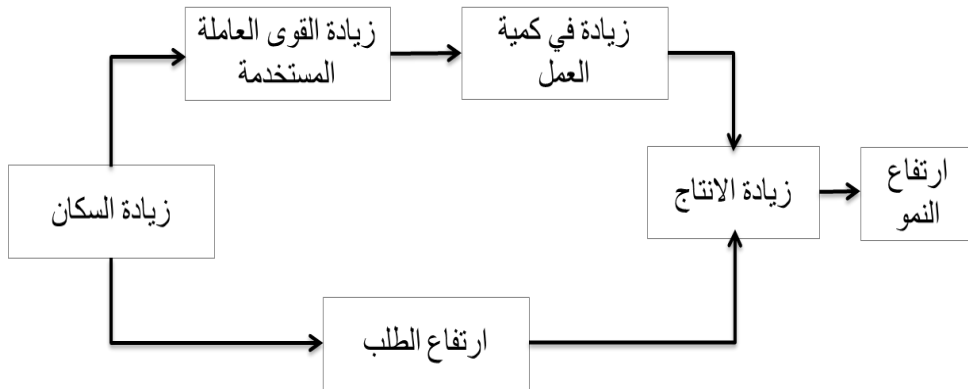 زيادة القوى العاملة
المستخدمة
زيادة في كمية
العمل
زيادة السكان
زيادة الانتاج
ارتفاع
النمو
ارتفاع الطلب